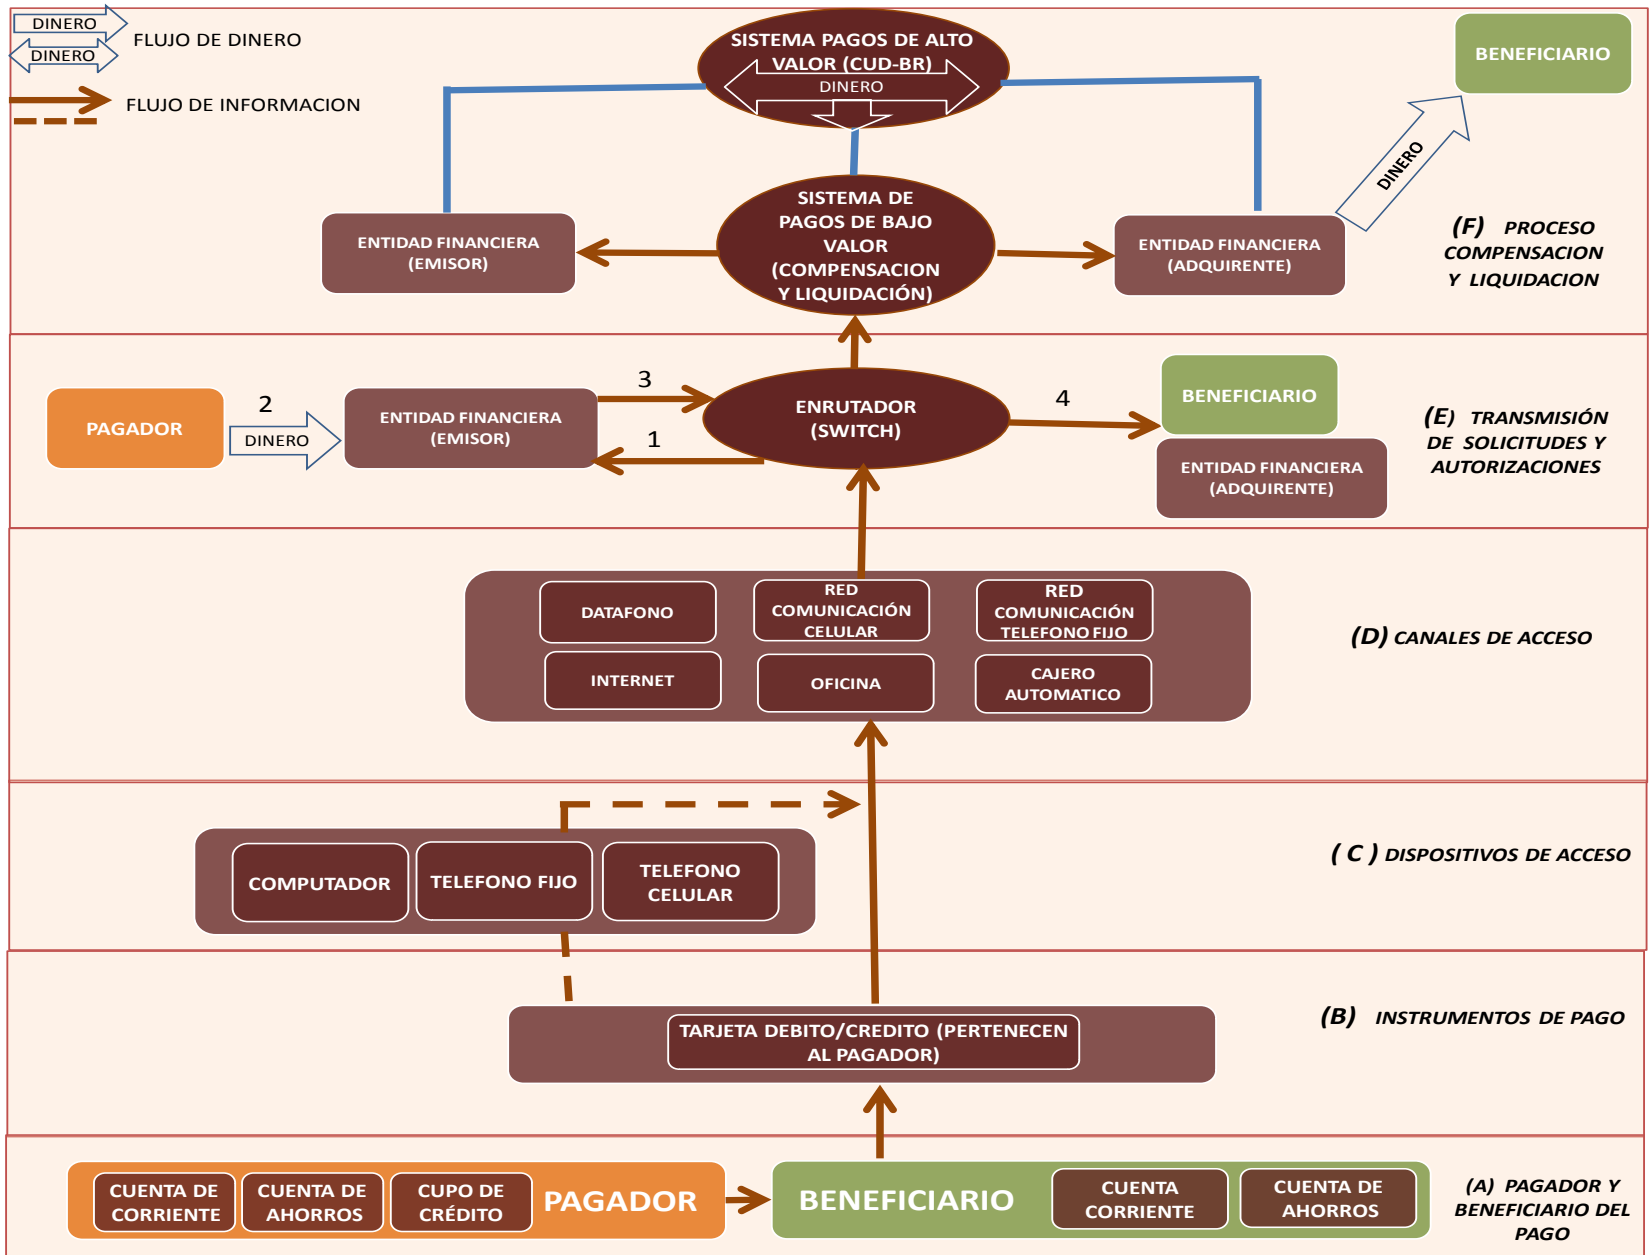 DINERO
DINERO
FLUJO DE DINERO
FLUJO DE INFORMACION
SISTEMA PAGOS DE ALTO
VALOR (CUD-BR)
DINERO
BENEFICIARIO
DINERO
SISTEMA DE
PAGOS DE BAJO
VALOR
(COMPENSACION
Y LIQUIDACIÓN)
ENTIDAD FINANCIERA
(EMISOR)
ENTIDAD FINANCIERA
(ADQUIRENTE)
(F) PROCESO
COMPENSACION
Y LIQUIDACION
PAGADOR
2
DINERO
ENTIDAD FINANCIERA
(EMISOR)
3
1
ENRUTADOR
(SWITCH)
4
BENEFICIARIO
ENTIDAD FINANCIERA
(ADQUIRENTE)
(E) TRANSMISIÓN
DE SOLICITUDES Y
AUTORIZACIONES
DATAFONO
RED
COMUNICACIÓN
CELULAR
RED
COMUNICACIÓN
TELEFONO FIJO
INTERNET
OFICINA
CAJERO
AUTOMATICO
(D) CANALES DE ACCESO
COMPUTADOR
TELEFONO FIJO
TELEFONO
CELULAR
( C ) DISPOSITIVOS DE ACCESO
TARJETA DEBITO/CREDITO (PERTENECEN
AL PAGADOR)
(B) INSTRUMENTOS DE PAGO
CUENTA DE
CORRIENTE
CUENTA DE
AHORROS
CUPO DE
CRÉDITO
PAGADOR
BENEFICIARIO
CUENTA
CORRIENTE
CUENTA DE
AHORROS
(A) PAGADOR Y
BENEFICIARIO DEL
PAGO